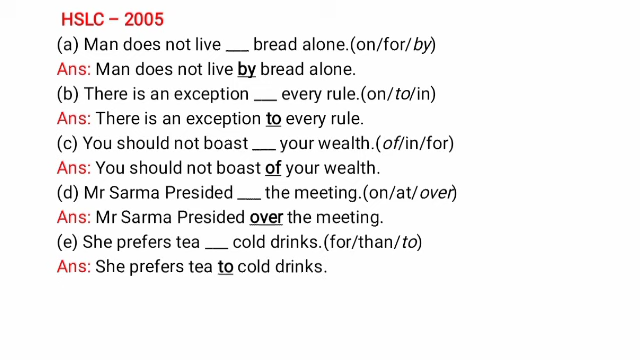 HSLC – 2005
(a) Man does not live ___ bread alone.(on/for/by)
Ans: Man does not live by bread alone.
(b) There is an exception ___ every rule.(on/to/in)
Ans: There is an exception to every rule.
(c) You should not boast ___ your wealth.(of/in/for)
Ans: You should not boast of your wealth.
(d) Mr Sarma Presided ___ the meeting.(on/at/over)
Ans: Mr Sarma Presided over the meeting.
(e) She prefers tea ___ cold drinks.(for/than/to)
Ans: She prefers tea to cold drinks.